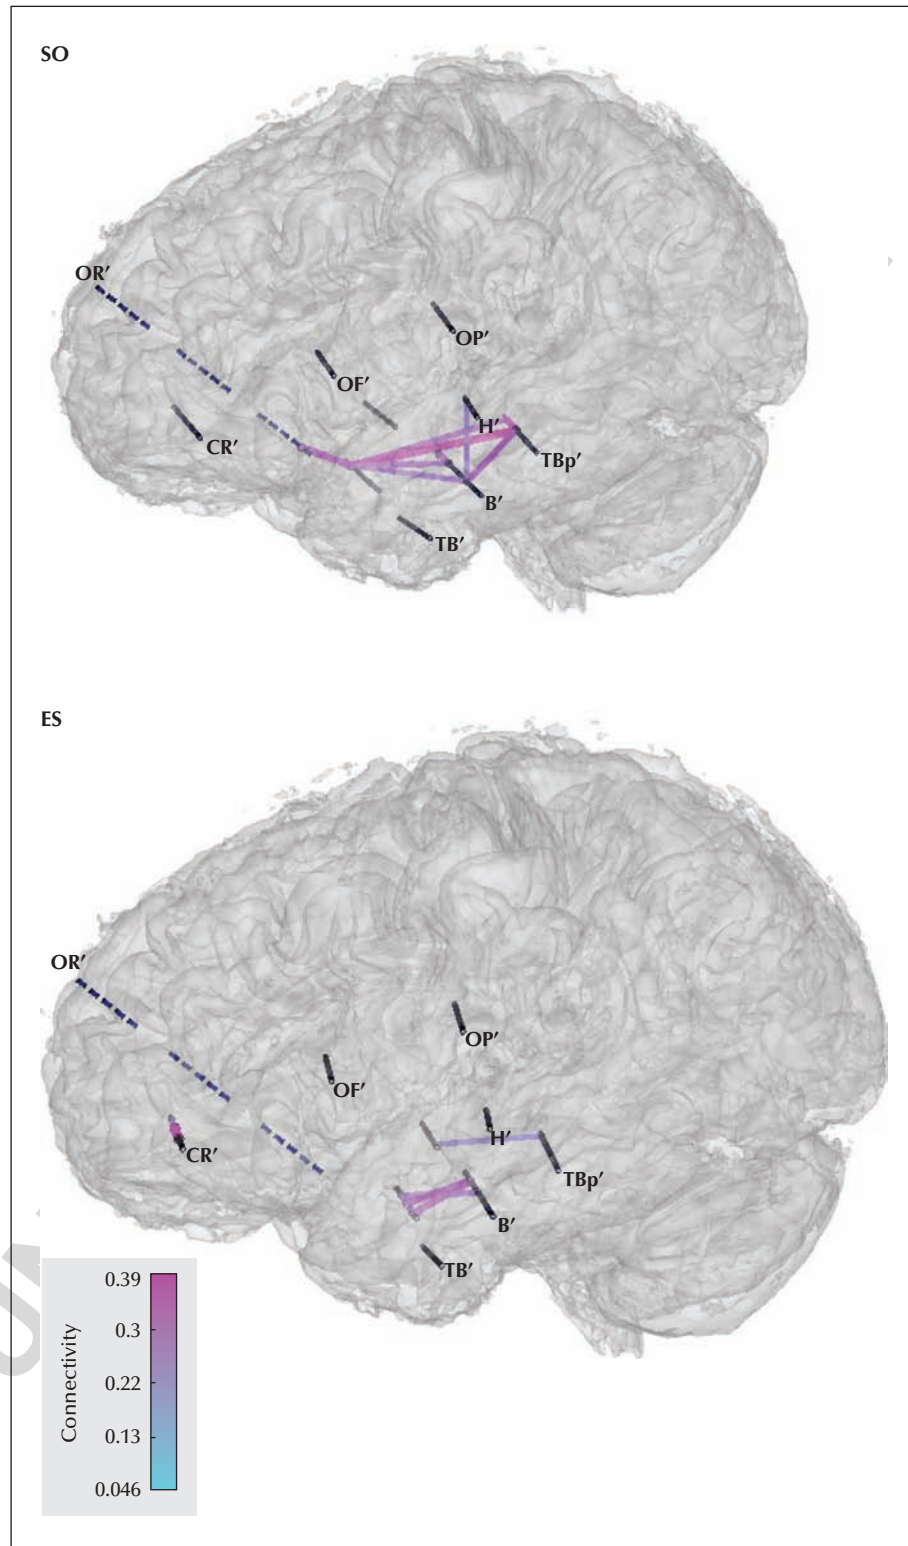 SO
OR′
OP′
OF′
H′
CR′
TBp′
B′
TB′
ES
OR′
OP′
OF′
H′
CR′
TBp′
B′
TB′
Connectivity
0.39
0.3
0.22
0.13
0.046